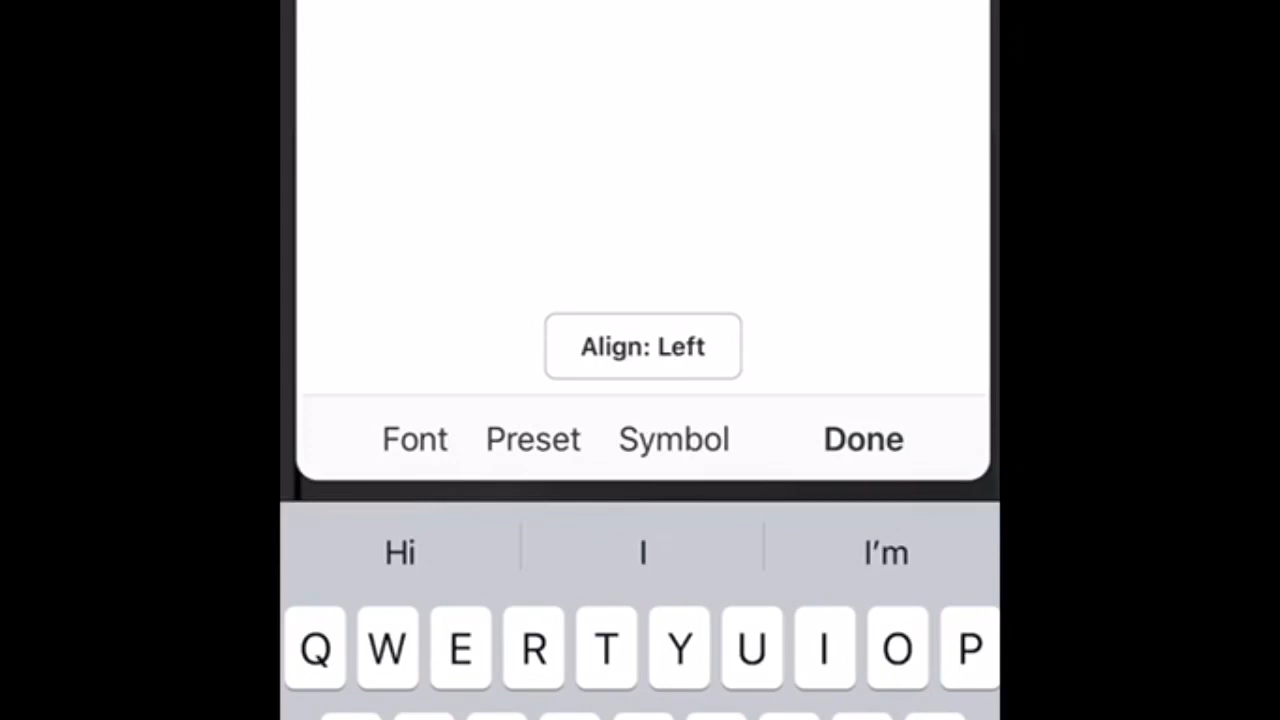 Align: Left
Font Preset Symbol Done
Hi I I’m
Q W E R T Y U I O P